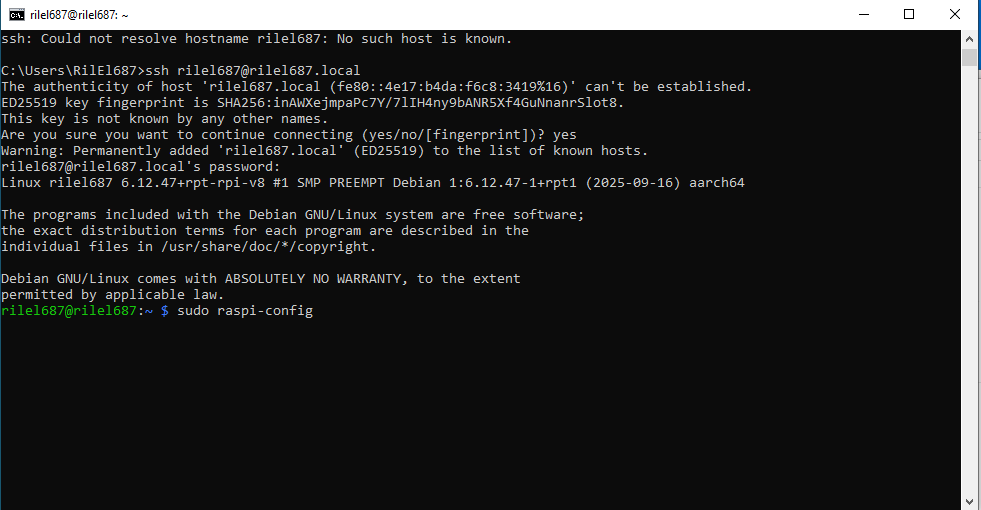 rilel687@rilel687: ~
ssh: Could not resolve hostname rilel687: No such host is known.
C:\Users\RilEl687>ssh rilel687@rilel687.local
The authenticity of host 'rilel687.local (fe80::4e17:b4da:f6c8:3419%16)' can't be established.
ED25519 key fingerprint is SHA256:inAWXejmpaPc7Y/7lIH4ny9bANR5Xf4GuNnanrSlot8.
This key is not known by any other names.
Are you sure you want to continue connecting (yes/no/[fingerprint])? yes
Warning: Permanently added 'rilel687.local' (ED25519) to the list of known hosts.
rilel687@rilel687.local's password:
Linux rilel687 6.12.47+rpt-rpi-v8 #1 SMP PREEMPT Debian 1:6.12.47-1+rpt1 (2025-09-16) aarch64
The programs included with the Debian GNU/Linux system are free software;
the exact distribution terms for each program are described in the
individual files in /usr/share/doc/*/copyright.
Debian GNU/Linux comes with ABSOLUTELY NO WARRANTY, to the extent
permitted by applicable law.
rilel687@rilel687:~ $ sudo raspi-config